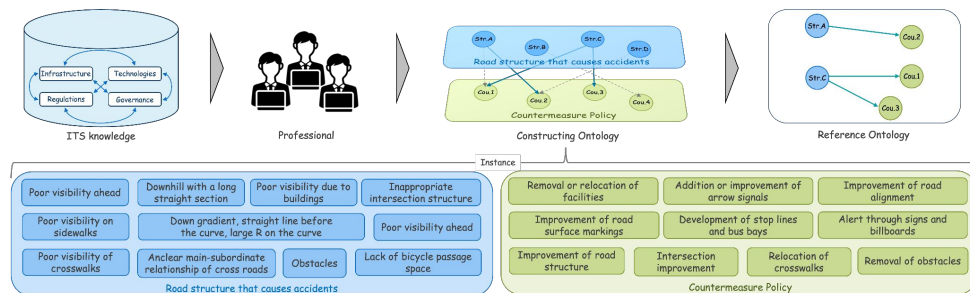 Infrastructure
Technologies
Regulations
Governance
ITS knowledge
Professional
Str.A
Str.B
Str.C
Str.D
Road structure that causes accidents
Cou.1
Cou.2
Cou.3
Cou.4
Countermeasure Policy
Constructing Ontology
Str.A
Cou.2
Str.C
Cou.1
Cou.3
Reference Ontology
Instance
Poor visibility ahead
Downhill with a long
straight section
Poor visibility due to
buildings
Inappropriate
intersection structure
Poor visibility on
sidewalks
Down gradient, straight line before
the curve, large R on the curve
Poor visibility ahead
Poor visibility of
crosswalks
Anclear main-subordinate
relationship of cross roads
Obstacles
Lack of bicycle passage
space
Road structure that causes accidents
Removal or relocation of
facilities
Addition or improvement of
arrow signals
Improvement of road
alignment
Improvement of road
surface markings
Development of stop lines
and bus bays
Alert through signs and
billboards
Improvement of road
structure
Intersection
improvement
Relocation of
crosswalks
Removal of obstacles
Countermeasure Policy